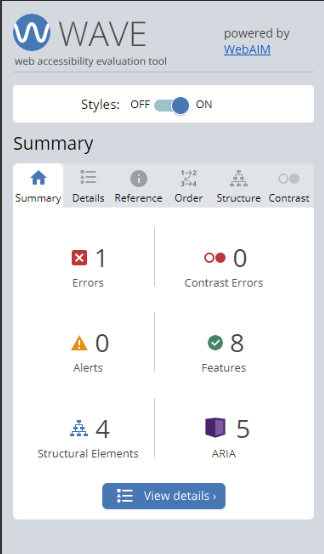 WAVE
powered by
WebAIM
web accessibility evaluation tool
Styles: OFF ON
Summary
Summary Details Reference Order Structure Contrast
1 0
Errors Contrast Errors
0 8
Alerts Features
4 5
Structural Elements ARIA
View details ›